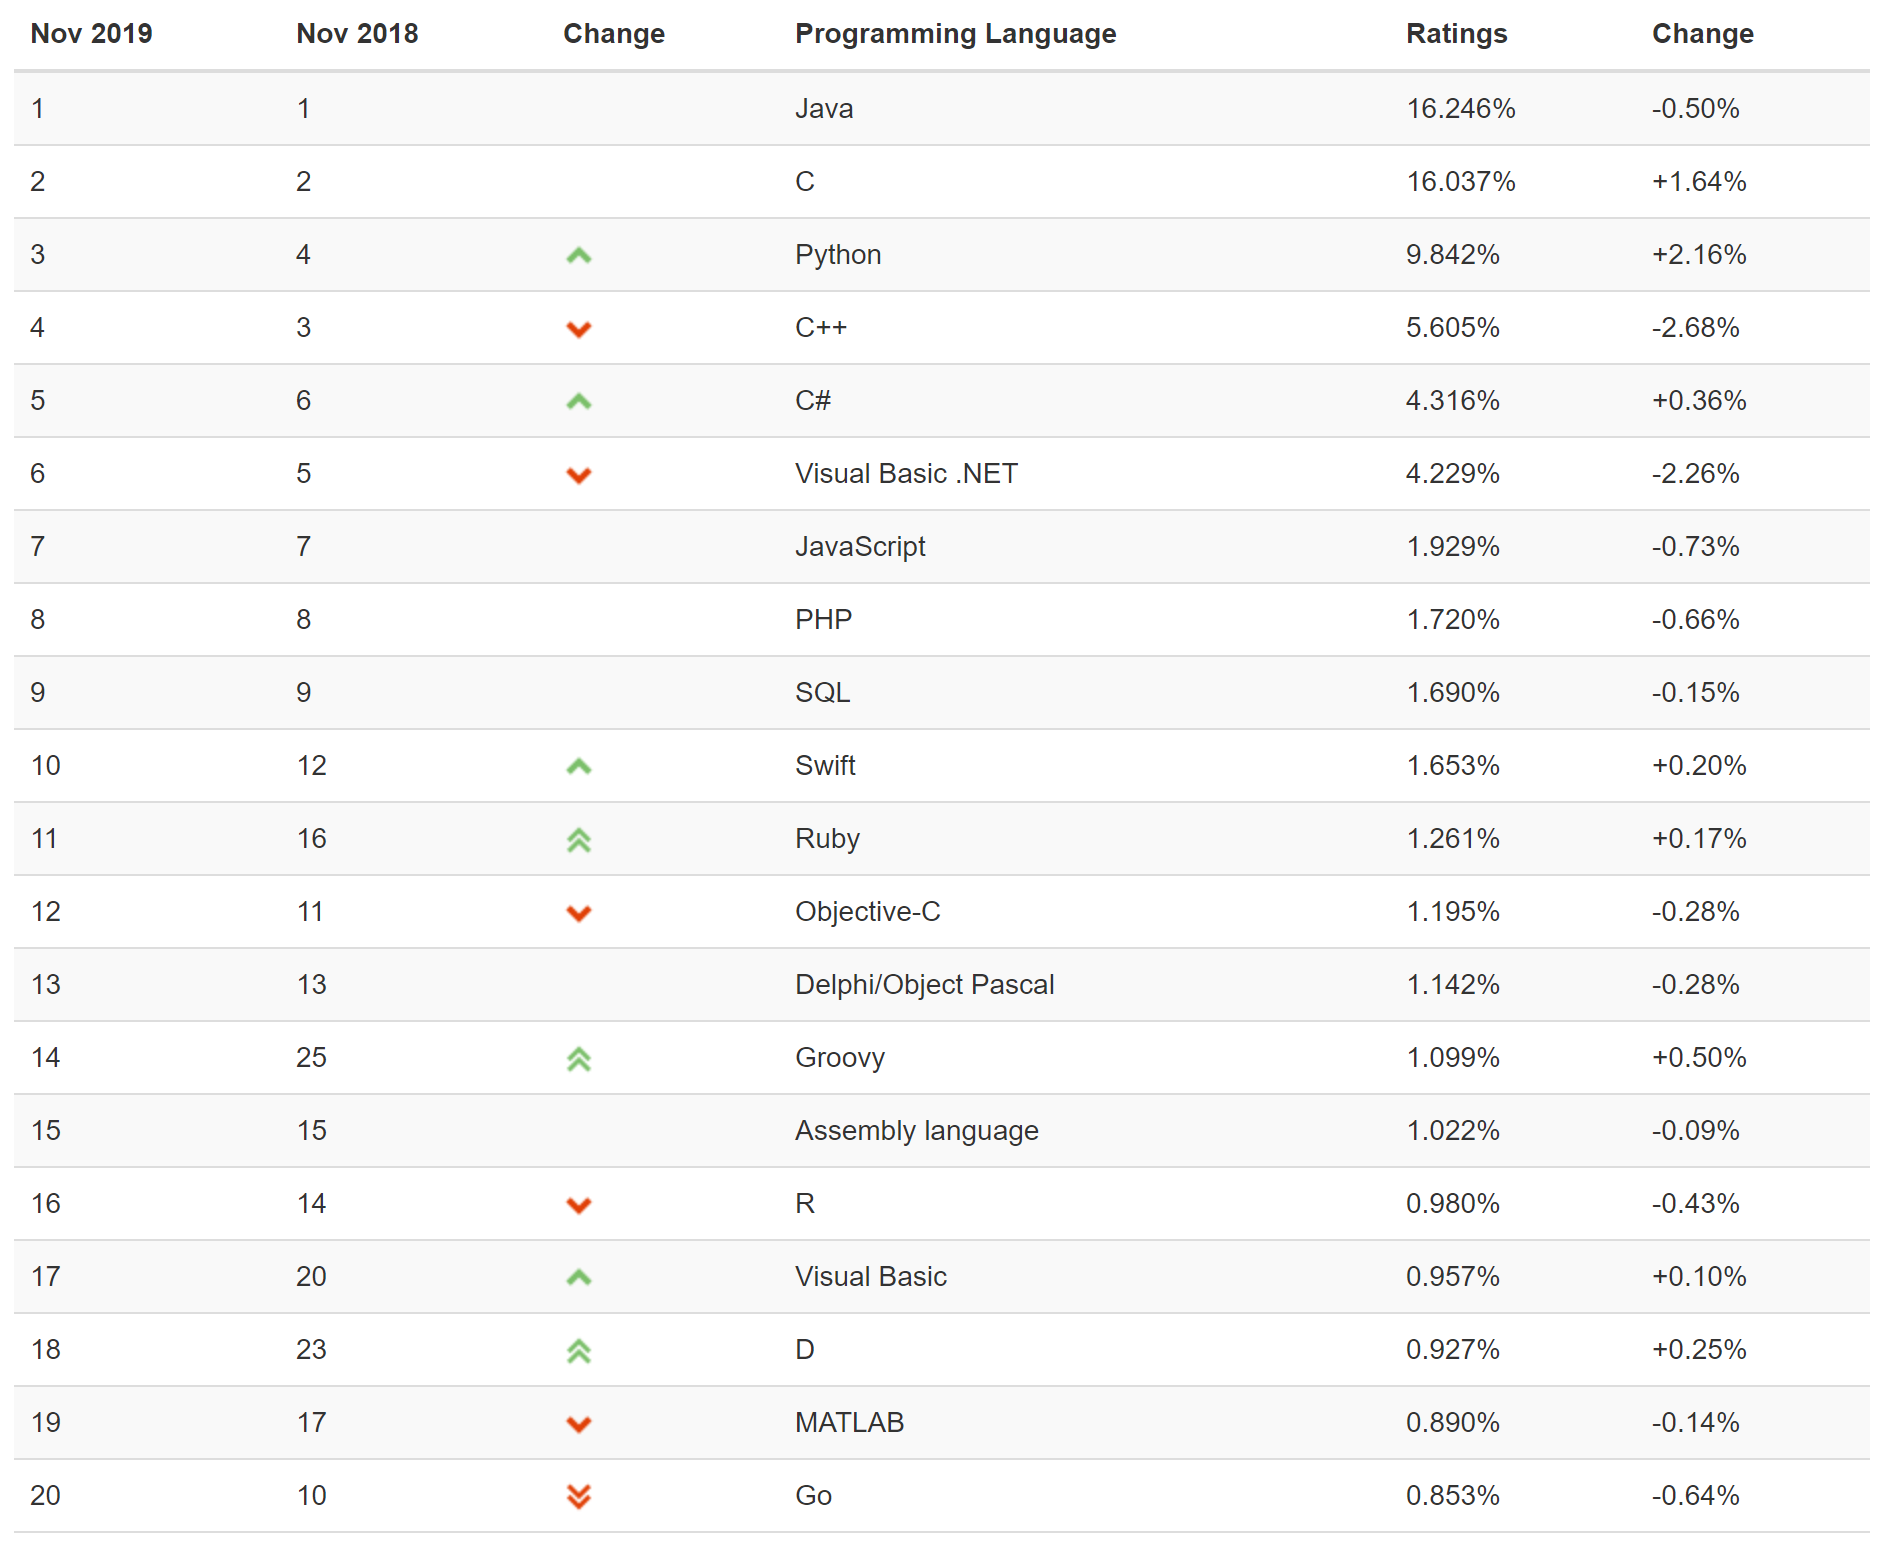 Nov 2019 Nov 2018 Change Programming Language Ratings Change
1 1 Java 16.246% -0.50%
2 2 C 16.037% +1.64%
3 4 Python 9.842% +2.16%
4 3 C++ 5.605% -2.68%
5 6 C# 4.316% +0.36%
6 5 Visual Basic .NET 4.229% -2.26%
7 7 JavaScript 1.929% -0.73%
8 8 PHP 1.720% -0.66%
9 9 SQL 1.690% -0.15%
10 12 Swift 1.653% +0.20%
11 16 Ruby 1.261% +0.17%
12 11 Objective-C 1.195% -0.28%
13 13 Delphi/Object Pascal 1.142% -0.28%
14 25 Groovy 1.099% +0.50%
15 15 Assembly language 1.022% -0.09%
16 14 R 0.980% -0.43%
17 20 Visual Basic 0.957% +0.10%
18 23 D 0.927% +0.25%
19 17 MATLAB 0.890% -0.14%
20 10 Go 0.853% -0.64%